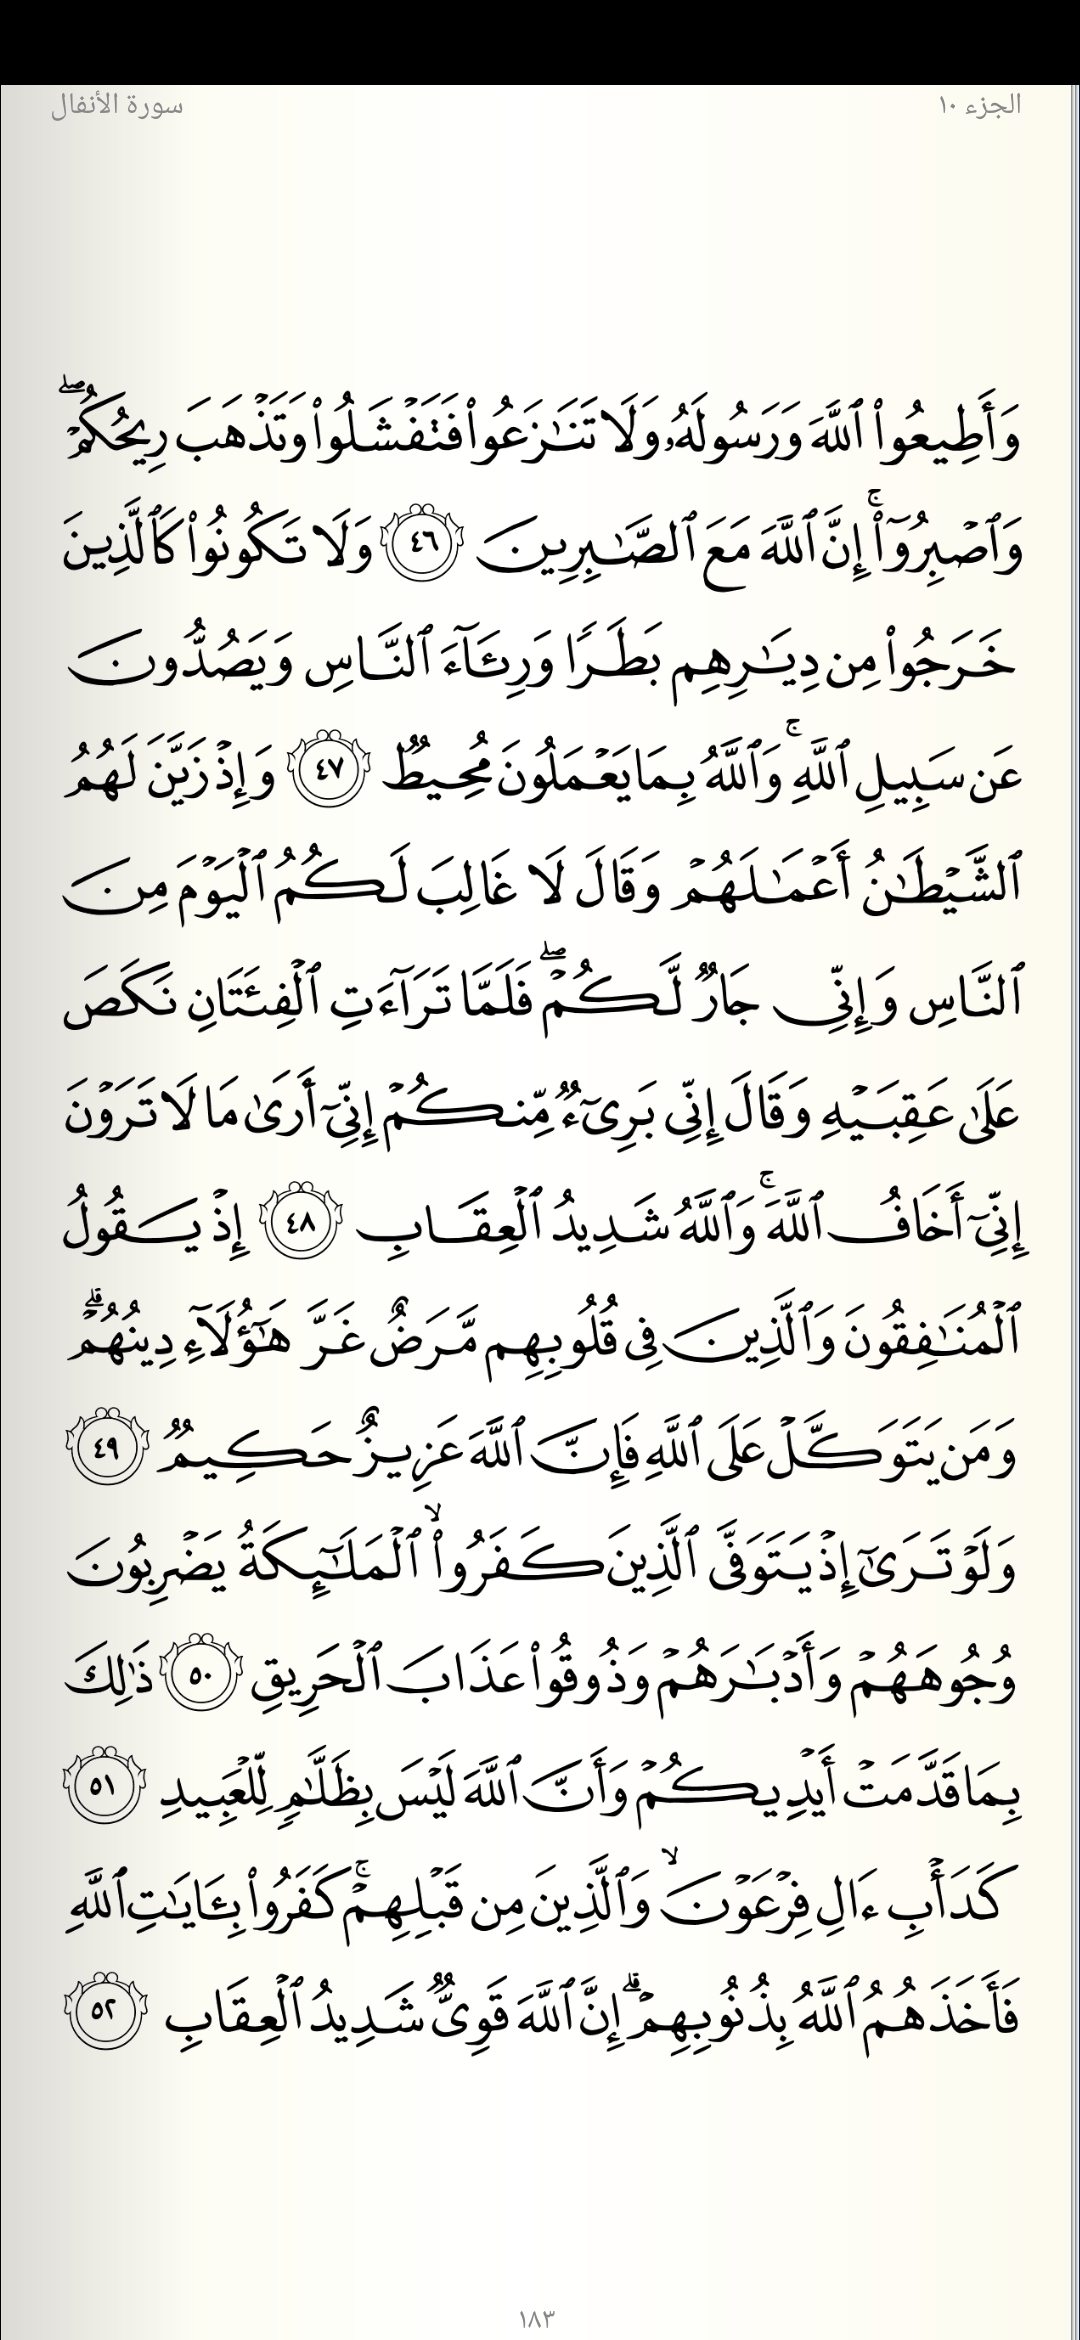 الجزء ١٠
سورة الأنفال
وَأَطِيعُوا۟ ٱللَّهَ وَرَسُولَهُۥ وَلَا تَنَـٰزَعُوا۟ فَتَفْشَلُوا۟ وَتَذْهَبَ رِيحُكُمْ ۖ
وَٱصْبِرُوٓا۟ ۚ إِنَّ ٱللَّهَ مَعَ ٱلصَّـٰبِرِينَ ٤٦ وَلَا تَكُونُوا۟ كَٱلَّذِينَ
خَرَجُوا۟ مِن دِيَـٰرِهِم بَطَرًا وَرِئَآءَ ٱلنَّاسِ وَيَصُدُّونَ
عَن سَبِيلِ ٱللَّهِ ۚ وَٱللَّهُ بِمَا يَعْمَلُونَ مُحِيطٌ ٤٧ وَإِذْ زَيَّنَ لَهُمُ
ٱلشَّيْطَـٰنُ أَعْمَـٰلَهُمْ وَقَالَ لَا غَالِبَ لَكُمُ ٱلْيَوْمَ مِنَ
ٱلنَّاسِ وَإِنِّى جَارٌ لَّكُمْ ۖ فَلَمَّا تَرَآءَتِ ٱلْفِئَتَانِ نَكَصَ
عَلَىٰ عَقِبَيْهِ وَقَالَ إِنِّى بَرِىٓءٌ مِّنكُمْ إِنِّىٓ أَرَىٰ مَا لَا تَرَوْنَ
إِنِّىٓ أَخَافُ ٱللَّهَ ۚ وَٱللَّهُ شَدِيدُ ٱلْعِقَابِ ٤٨ إِذْ يَقُولُ
ٱلْمُنَـٰفِقُونَ وَٱلَّذِينَ فِى قُلُوبِهِم مَّرَضٌ غَرَّ هَـٰٓؤُلَآءِ دِينُهُمْ ۗ
وَمَن يَتَوَكَّلْ عَلَى ٱللَّهِ فَإِنَّ ٱللَّهَ عَزِيزٌ حَكِيمٌ ٤٩
وَلَوْ تَرَىٰٓ إِذْ يَتَوَفَّى ٱلَّذِينَ كَفَرُوا۟ ۙ ٱلْمَلَـٰٓئِكَةُ يَضْرِبُونَ
وُجُوهَهُمْ وَأَدْبَـٰرَهُمْ وَذُوقُوا۟ عَذَابَ ٱلْحَرِيقِ ٥٠ ذَٰلِكَ
بِمَا قَدَّمَتْ أَيْدِيكُمْ وَأَنَّ ٱللَّهَ لَيْسَ بِظَلَّـٰمٍ لِّلْعَبِيدِ ٥١
كَدَأْبِ ءَالِ فِرْعَوْنَ ۙ وَٱلَّذِينَ مِن قَبْلِهِمْ ۚ كَفَرُوا۟ بِـَٔايَـٰتِ ٱللَّهِ
فَأَخَذَهُمُ ٱللَّهُ بِذُنُوبِهِمْ ۗ إِنَّ ٱللَّهَ قَوِىٌّ شَدِيدُ ٱلْعِقَابِ ٥٢
١٨٣